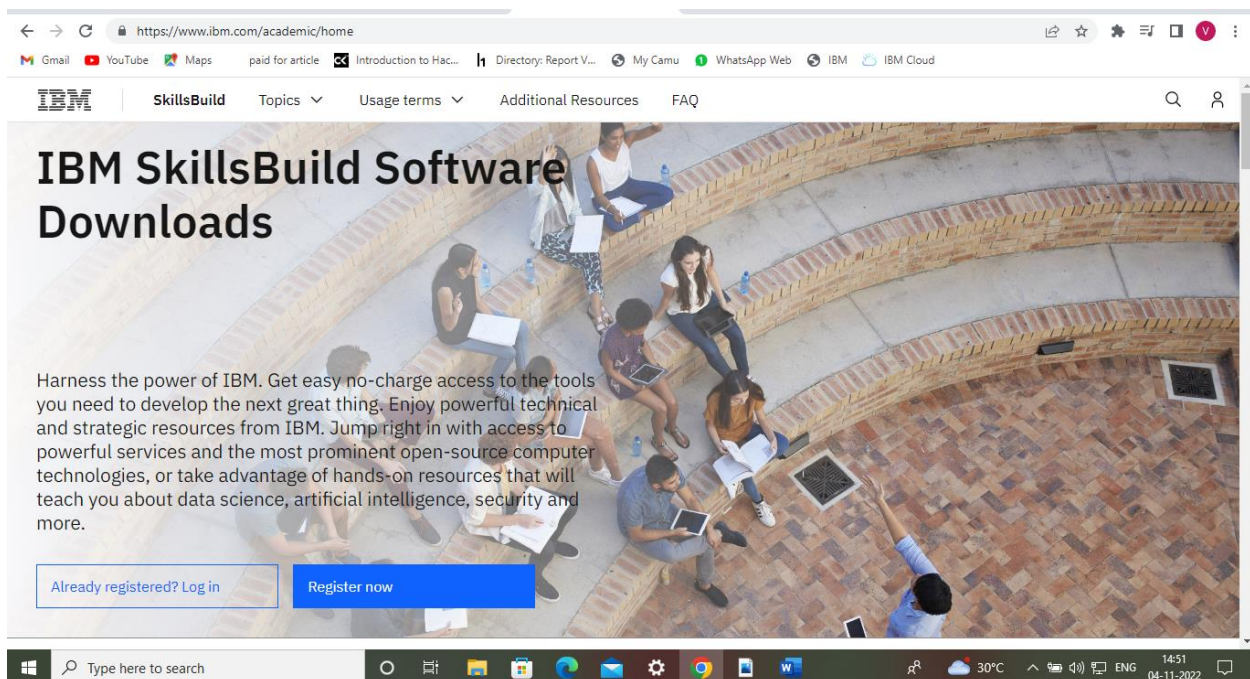 https://www.ibm.com/academic/home
V
Gmail YouTube Maps paid for article Introduction to Hac... Directory: Report V... My Camu WhatsApp Web IBM IBM Cloud
IBM SkillsBuild Topics Usage terms Additional Resources FAQ
IBM SkillsBuild Software
Downloads
Harness the power of IBM. Get easy no-charge access to the tools
you need to develop the next great thing. Enjoy powerful technical
and strategic resources from IBM. Jump right in with access to
powerful services and the most prominent open-source computer
technologies, or take advantage of hands-on resources that will
teach you about data science, artificial intelligence, security and
more.
Already registered? Log in Register now
Type here to search 30°C ENG 14:51
04-11-2022